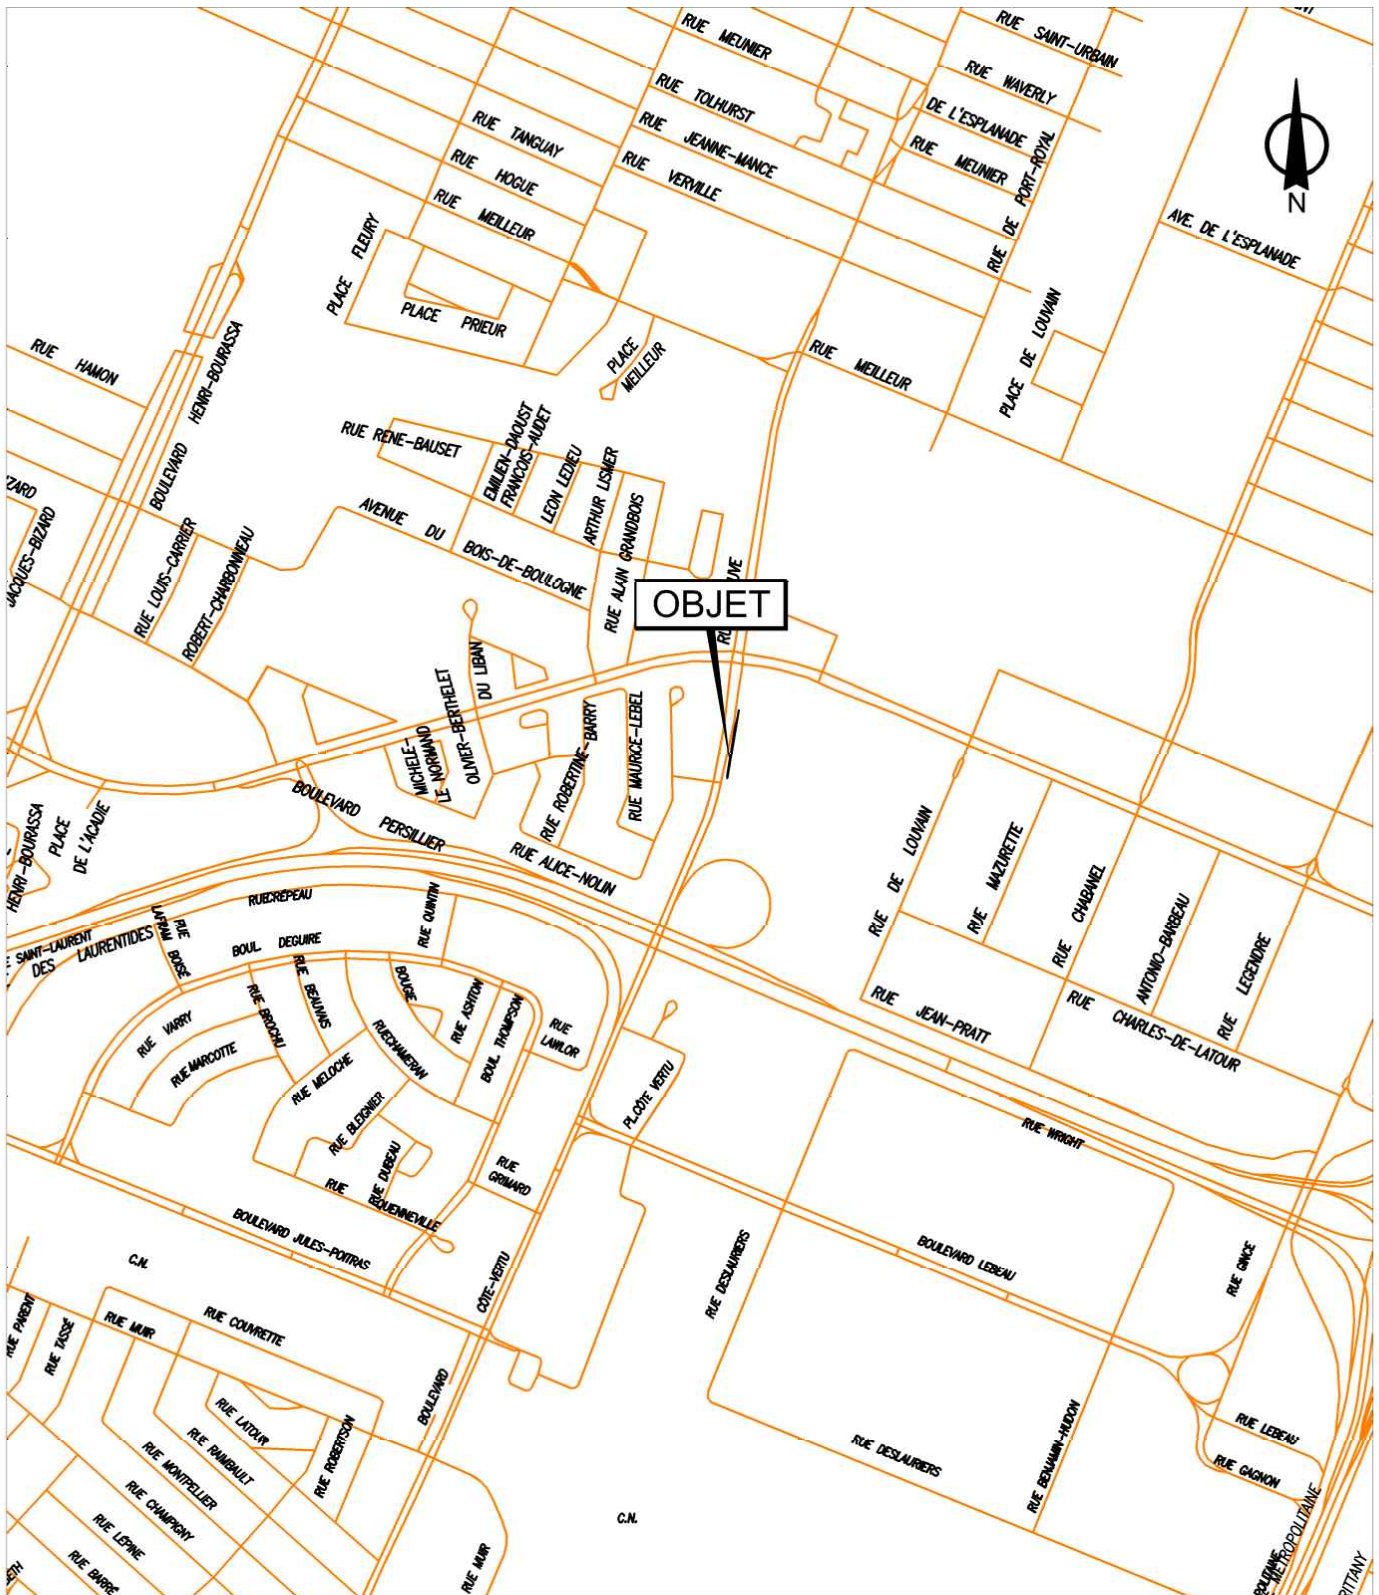 RUE MEUNIER
RUE SAINT-URBAIN
RUE WAVERLY
RUE TOLHURST
DE L'ESPLANADE
RUE TANGUAY
RUE JEANNE-MANCE
RUE MEUNIER
RUE HOGUE
RUE VERVILLE
RUE DE PORT-ROYAL
RUE MEILLEUR
N
PLACE FLEURY
AVE. DE L'ESPLANADE
PLACE PRIEUR
PLACE DE LOUVAIN
RUE HAMON
PLACE
MEILLEUR
RUE MEILLEUR
BOULEVARD HENRI-BOURASSA
RUE RENE-BAUSET
EMILIEN-DAOUST
FRANCOIS-AUDET
LEON LEDIEU
ARTHUR LISMER
RUE ALAIN GRANDBOIS
IZARD
JACQUES-BIZARD
AVENUE DU BOIS-DE-BOULOGNE
RUE LOUIS-CARRIER
ROBERT-CHARBONNEAU
OBJET
DU LIBAN
OLIVIER-BERTHELET
MICHELE-
LE NORMAND
RUE ROBERTINE-BARRY
RUE MAURICE-LEBEL
BOULEVARD PERSILLIER
RUE ALICE-NOLIN
HENRI-BOURASSA
PLACE
DE L'ACADIE
RUE DE LOUVAIN
RUE MAZURETTE
RUE CHABANEL
ANTONIO-BARBEAU
RUE LEGENDRE
RUECRÉPEAU
RUE QUINTIN
RUE
LAFRAM BOISÉ
SAINT-LAURENT
DES LAURENTIDES
BOUL. DEGUIRE
RUE BEAUVAIS
BOUGIE
RUE BROCHU
RUE ASHTON
BOUL. THOMPSON
RUE
LAWLOR
RUE VARRY
RUE MARCOTTE
RUECHAMERAN
RUE MELOCHE
RUE JEAN-PRATT
RUE CHARLES-DE-LATOUR
PL.CÔTE VERTU
RUE BLEIGNIER
RUE WRIGHT
RUE DUBEAU
RUE
GRIMARD
RUE DEQUENNEVILLE
BOULEVARD JULES-POITRAS
C.N.
BOULEVARD CÔTE-VERTU
RUE DESLAURIERS
BOULEVARD LEBEAU
RUE GINCE
RUE PARENT
RUE TASSÉ
RUE MUIR
RUE COUVRETTE
RUE LATOUR
RUE RAIMBAULT
RUE ROBERTSON
RUE MONTPELLIER
RUE CHAMPIGNY
RUE LÉPINE
RUE BARRÉ
RUE DESLAURIERS
RUE BENJAMIN-HUDON
RUE LEBEAU
RUE GAGNON
C.N.
RUE MUIR
METROPOLITAINE